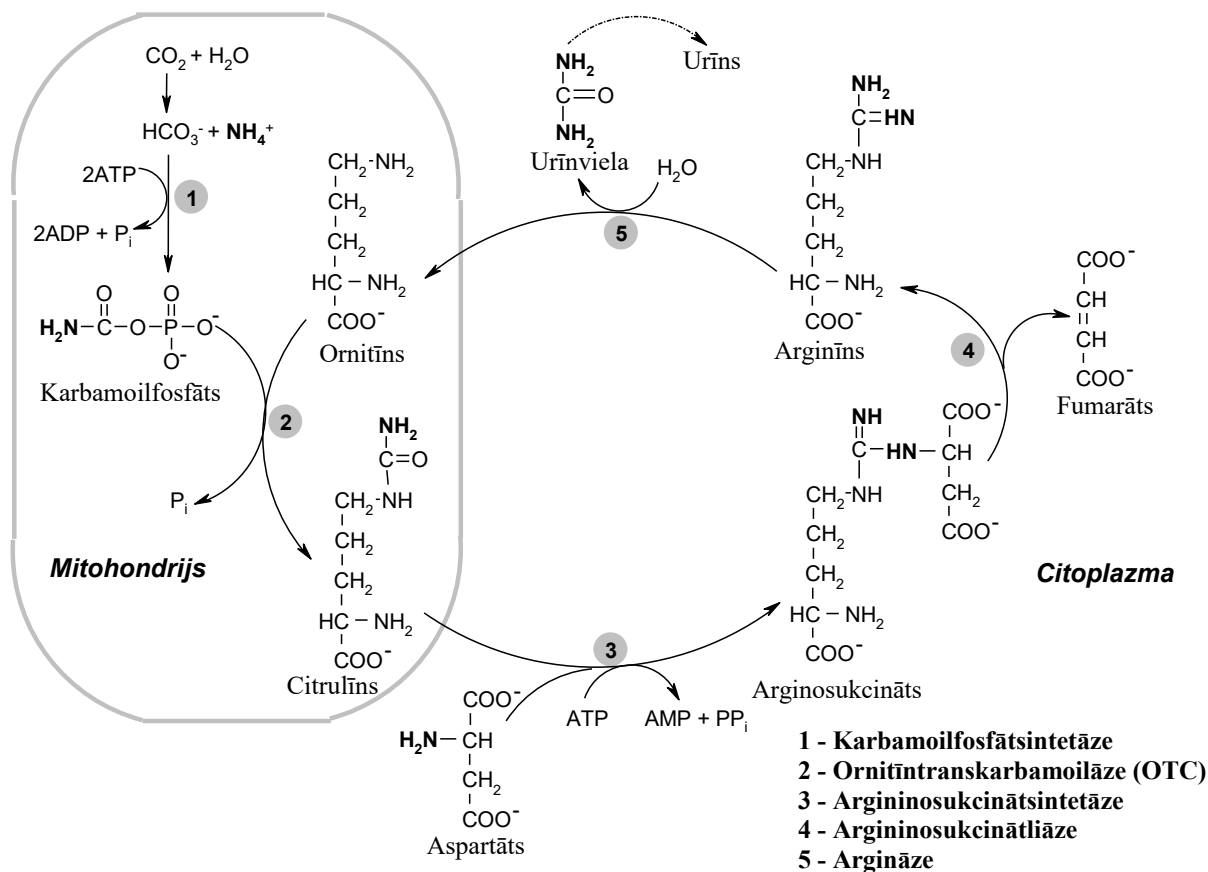 CO2 + H2O
HCO3- + NH4+
2ATP
1
2ADP + Pi
H2N–C–O–P–O-
O
O
O-
Karbamoilfosfāts
CH2-NH2
CH2
CH2
HC–NH2
COO-
Ornitīns
2
Pi
NH2
C=O
CH2-NH
CH2
CH2
HC–NH2
COO-
Citrulīns
Mitohondrijs
NH2
C=O
NH2
Urīnviela
Urīns
H2O
5
NH2
C=HN
CH2-NH
CH2
CH2
HC–NH2
COO-
Arginīns
4
COO-
CH
CH
COO-
Fumarāts
NH
C–HN–CH
COO-
CH2
COO-
CH2-NH
CH2
CH2
HC–NH2
COO-
Arginosukcināts
Citoplazma
3
ATP
AMP + PPi
COO-
H2N–CH
CH2
COO-
Aspartāts
1 - Karbamoilfosfātsintetāze
2 - Ornitīntranskarbamoilāze (OTC)
3 - Argininosukcinātsintetāze
4 - Argininosukcinātliāze
5 - Argināze